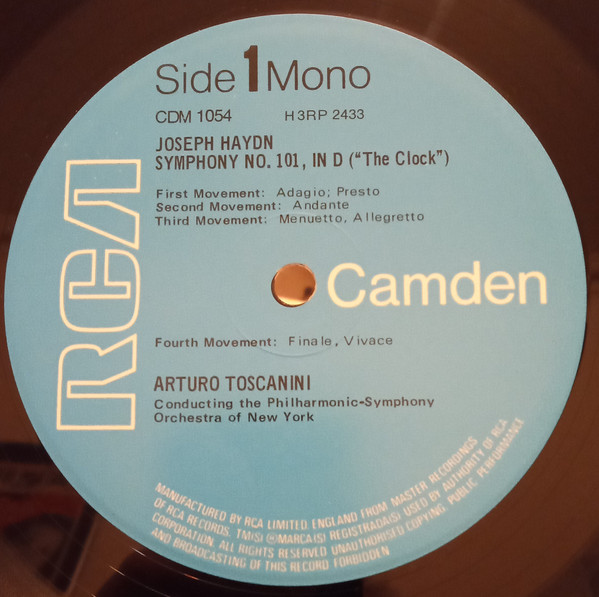 Side 1 Mono
CDM 1054 H3RP 2433
JOSEPH HAYDN
SYMPHONY NO. 101, IN D ("The Clock")
First Movement: Adagio; Presto
Second Movement: Andante
Third Movement: Menuetto, Allegretto
RCA
Camden
Fourth Movement: Finale, Vivace
ARTURO TOSCANINI
Conducting the Philharmonic-Symphony
Orchestra of New York
MANUFACTURED BY RCA LIMITED, ENGLAND FROM MASTER RECORDINGS
OF RCA RECORDS. TM(S) ® MARCA(S) REGISTRADA(S) USED BY AUTHORITY OF RCA
CORPORATION. ALL RIGHTS RESERVED. UNAUTHORISED COPYING, PUBLIC PERFORMANCE
AND BROADCASTING OF THIS RECORD FORBIDDEN